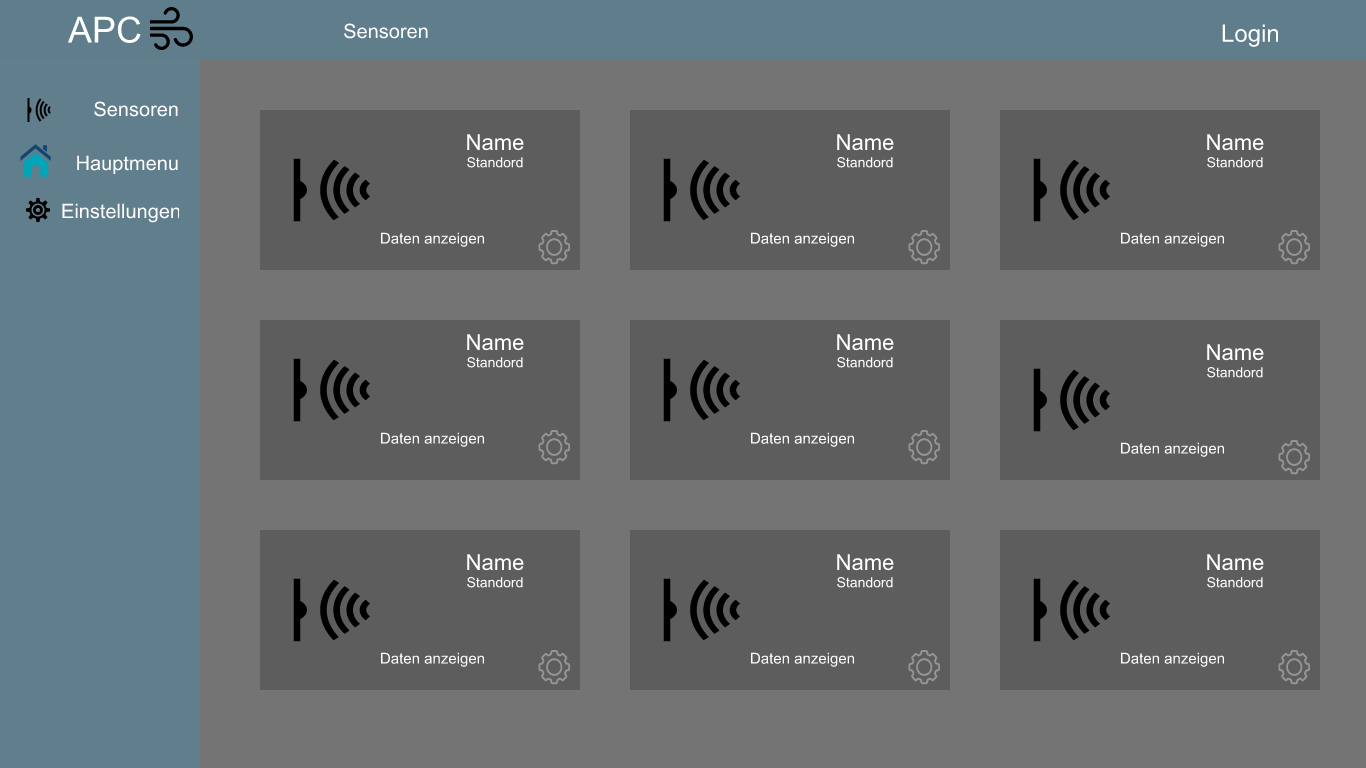 APC
Sensoren
Login
Sensoren
Hauptmenu
Einstellungen
Name
Standord
Daten anzeigen
Name
Standord
Daten anzeigen
Name
Standord
Daten anzeigen
Name
Standord
Daten anzeigen
Name
Standord
Daten anzeigen
Name
Standord
Daten anzeigen
Name
Standord
Daten anzeigen
Name
Standord
Daten anzeigen
Name
Standord
Daten anzeigen